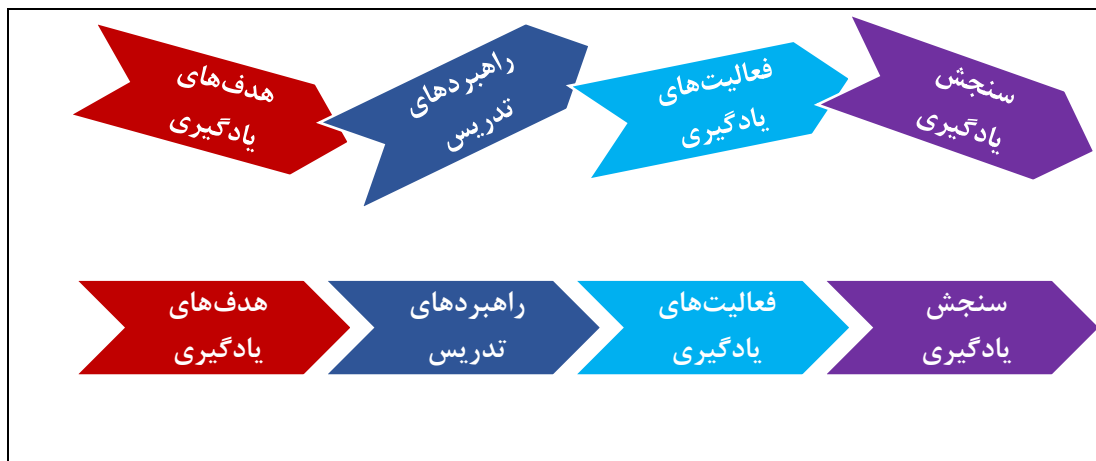 هدف‌های
یادگیری
راهبردهای
تدریس
فعالیت‌های
یادگیری
سنجش
یادگیری
هدف‌های
یادگیری
راهبردهای
تدریس
فعالیت‌های
یادگیری
سنجش
یادگیری